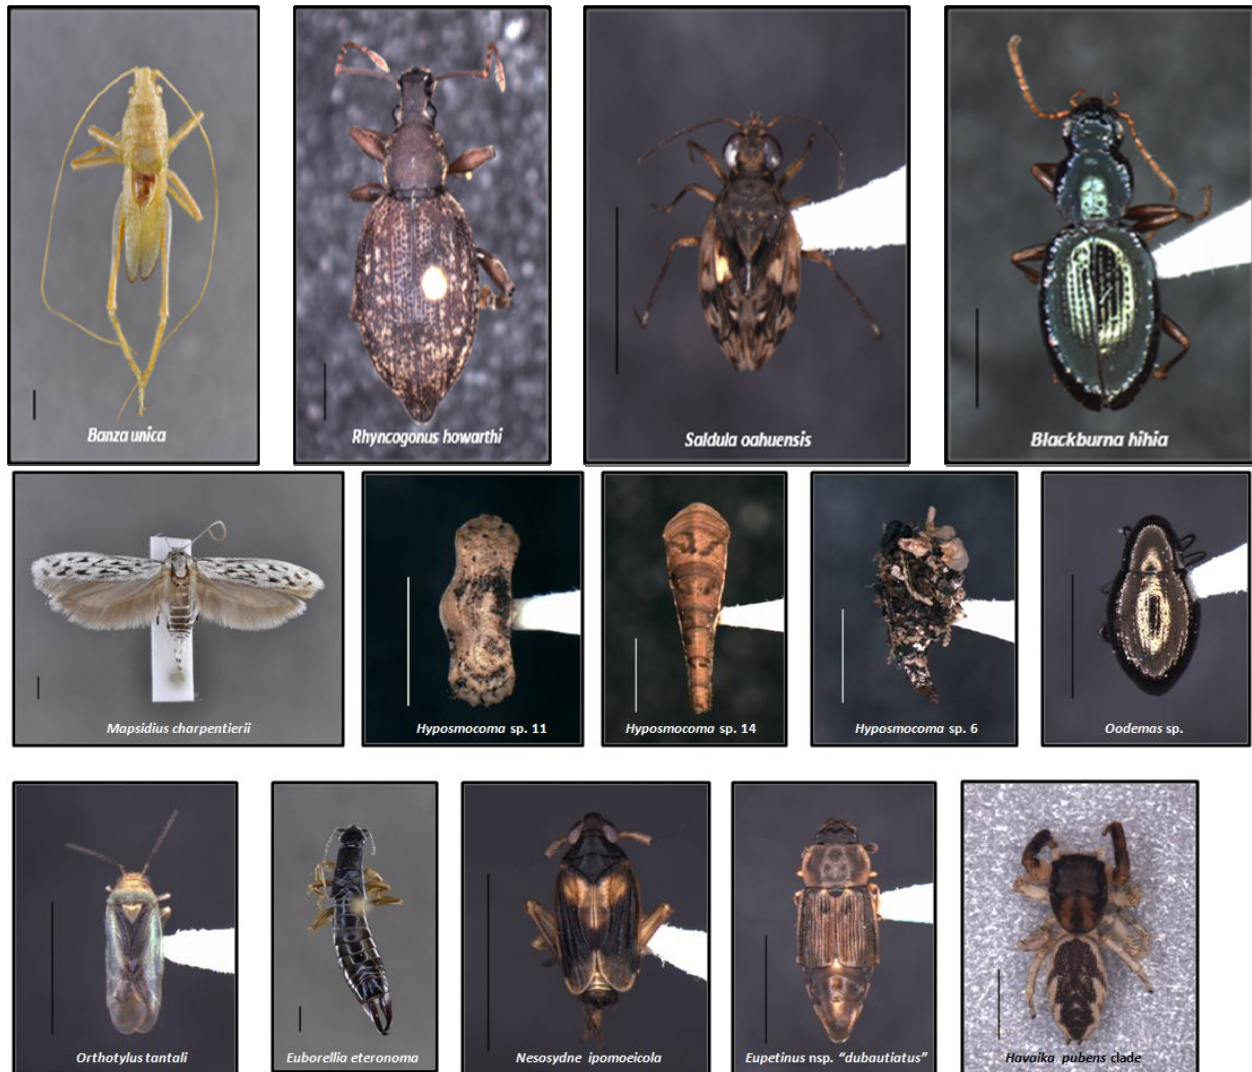 Banza unica
Rhyncogonus howarthi
Saldula oahuensis
Blackburna hihia
Mapsidius charpentierii
Hyposmocoma sp. 11
Hyposmocoma sp. 14
Hyposmocoma sp. 6
Oodemas sp.
Orthotylus tantali
Euborellia eteronoma
Nesosydne ipomoeicola
Eupetinus nsp. "dubautiatus"
Havaika pubens clade